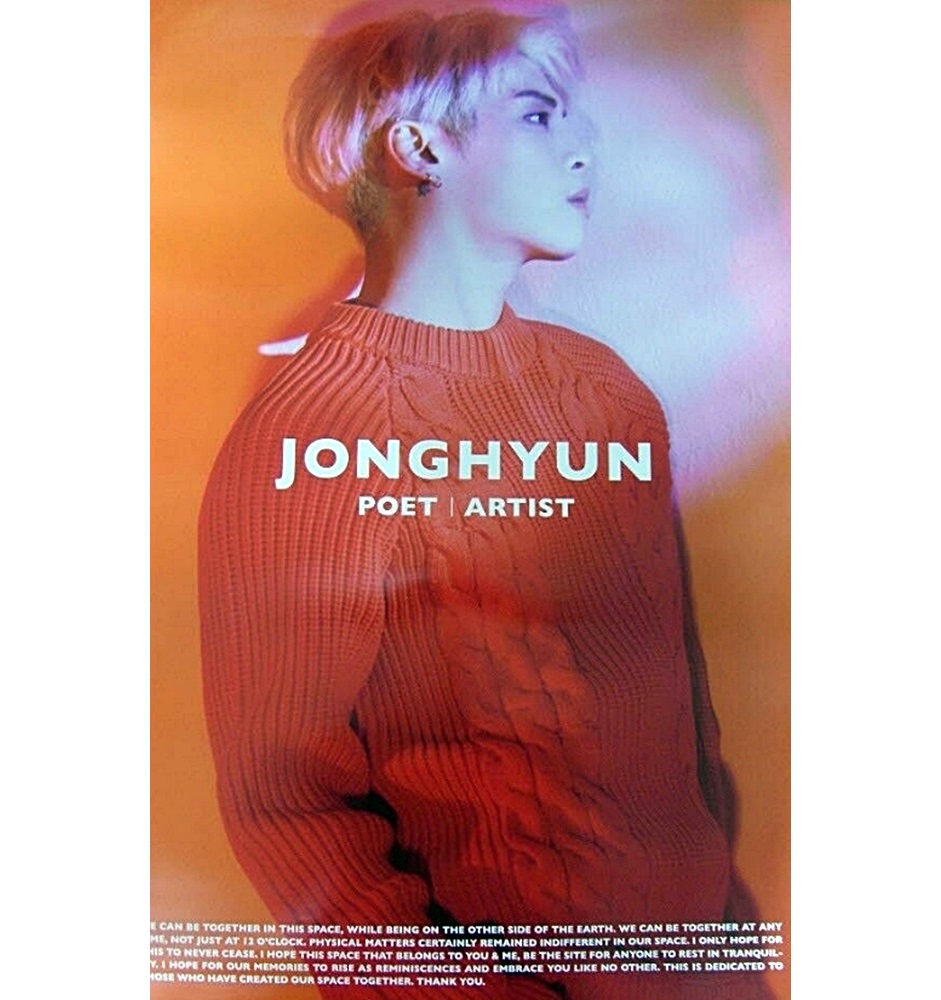 JONGHYUN
POET | ARTIST
E CAN BE TOGETHER IN THIS SPACE, WHILE BEING ON THE OTHER SIDE OF THE EARTH. WE CAN BE TOGETHER AT ANY
ME, NOT JUST AT 12 O'CLOCK. PHYSICAL MATTERS CERTAINLY REMAINED INDIFFERENT IN OUR SPACE. I ONLY HOPE FOR
HIS TO NEVER CEASE. I HOPE THIS SPACE THAT BELONGS TO YOU & ME, BE THE SITE FOR ANYONE TO REST IN TRANQUIL-
Y. I HOPE FOR OUR MEMORIES TO RISE AS REMINISCENCES AND EMBRACE YOU LIKE NO OTHER. THIS IS DEDICATED TO
HOSE WHO HAVE CREATED OUR SPACE TOGETHER. THANK YOU.